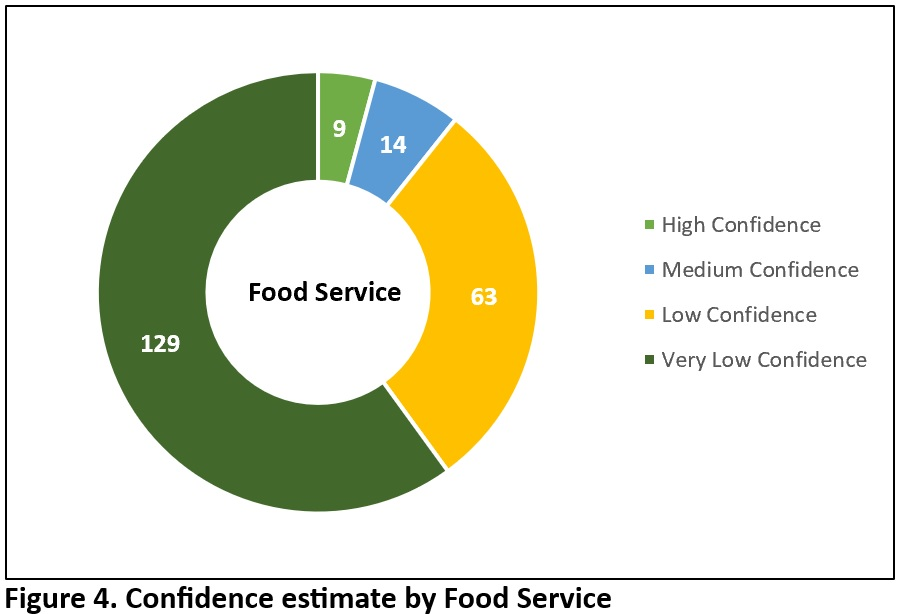 9
14
63
129
Food Service
High Confidence
Medium Confidence
Low Confidence
Very Low Confidence
Figure 4. Confidence estimate by Food Service